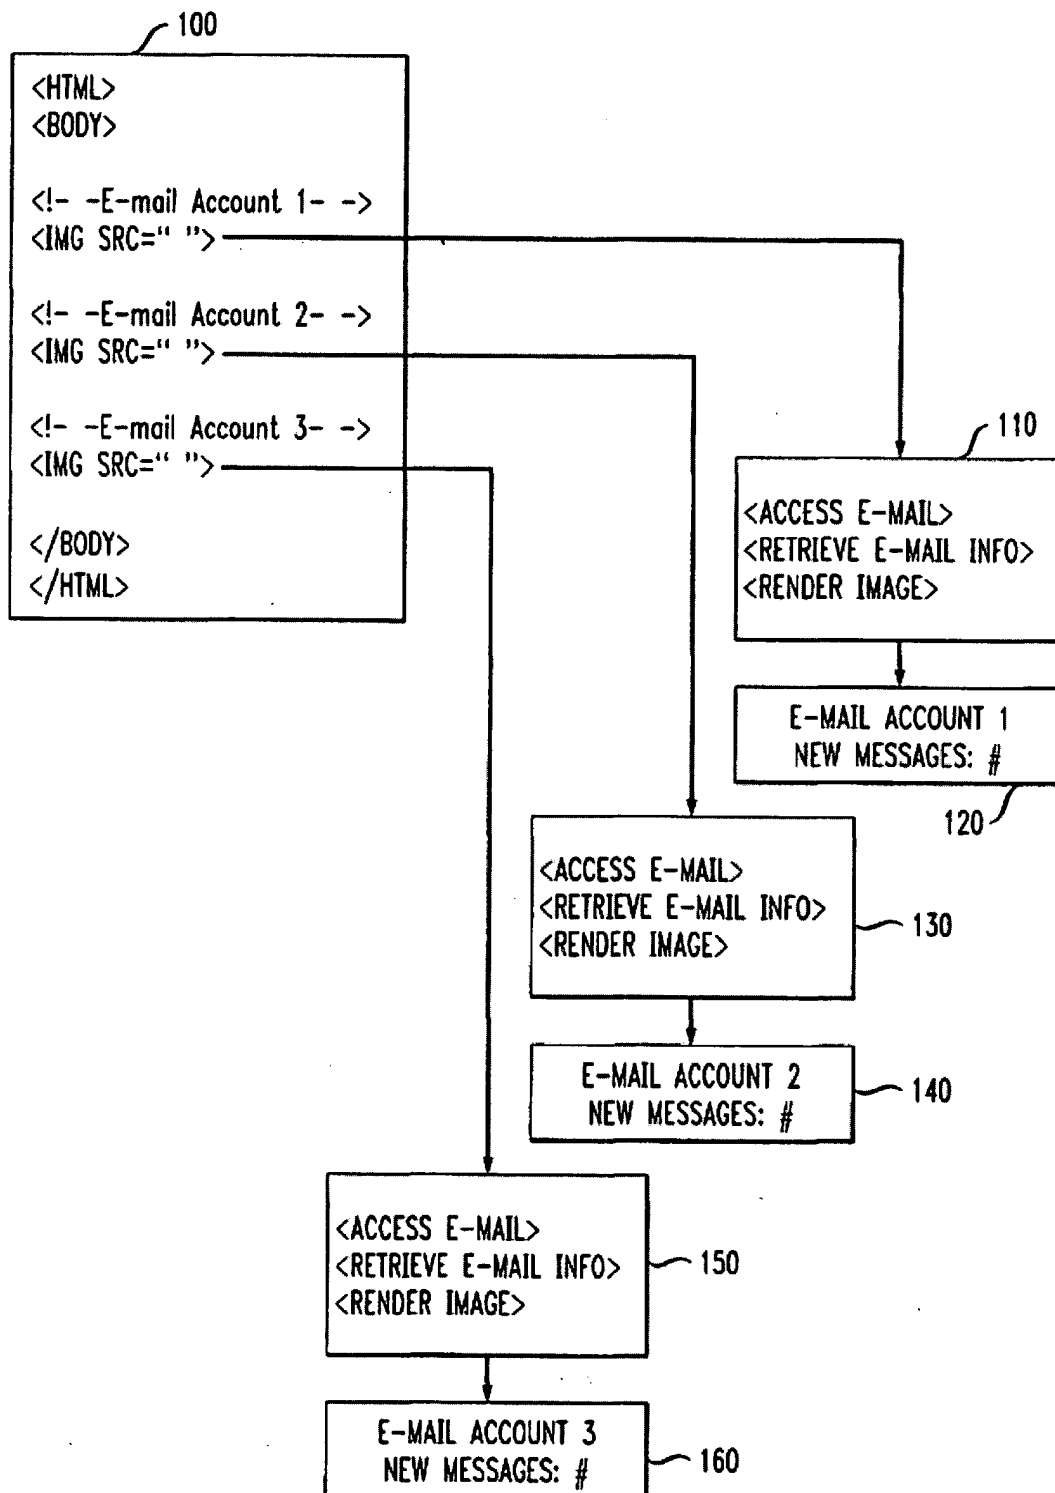 100
<HTML>
<BODY>
<!- -E-mail Account 1- ->
<IMG SRC=“ ”>
<!- -E-mail Account 2- ->
<IMG SRC=“ ”>
<!- -E-mail Account 3- ->
<IMG SRC=“ ”>
</BODY>
</HTML>
110
<ACCESS E-MAIL>
<RETRIEVE E-MAIL INFO>
<RENDER IMAGE>
E-MAIL ACCOUNT 1
NEW MESSAGES: #
120
<ACCESS E-MAIL>
<RETRIEVE E-MAIL INFO>
<RENDER IMAGE>
130
E-MAIL ACCOUNT 2
NEW MESSAGES: #
140
<ACCESS E-MAIL>
<RETRIEVE E-MAIL INFO>
<RENDER IMAGE>
150
E-MAIL ACCOUNT 3
NEW MESSAGES: #
160